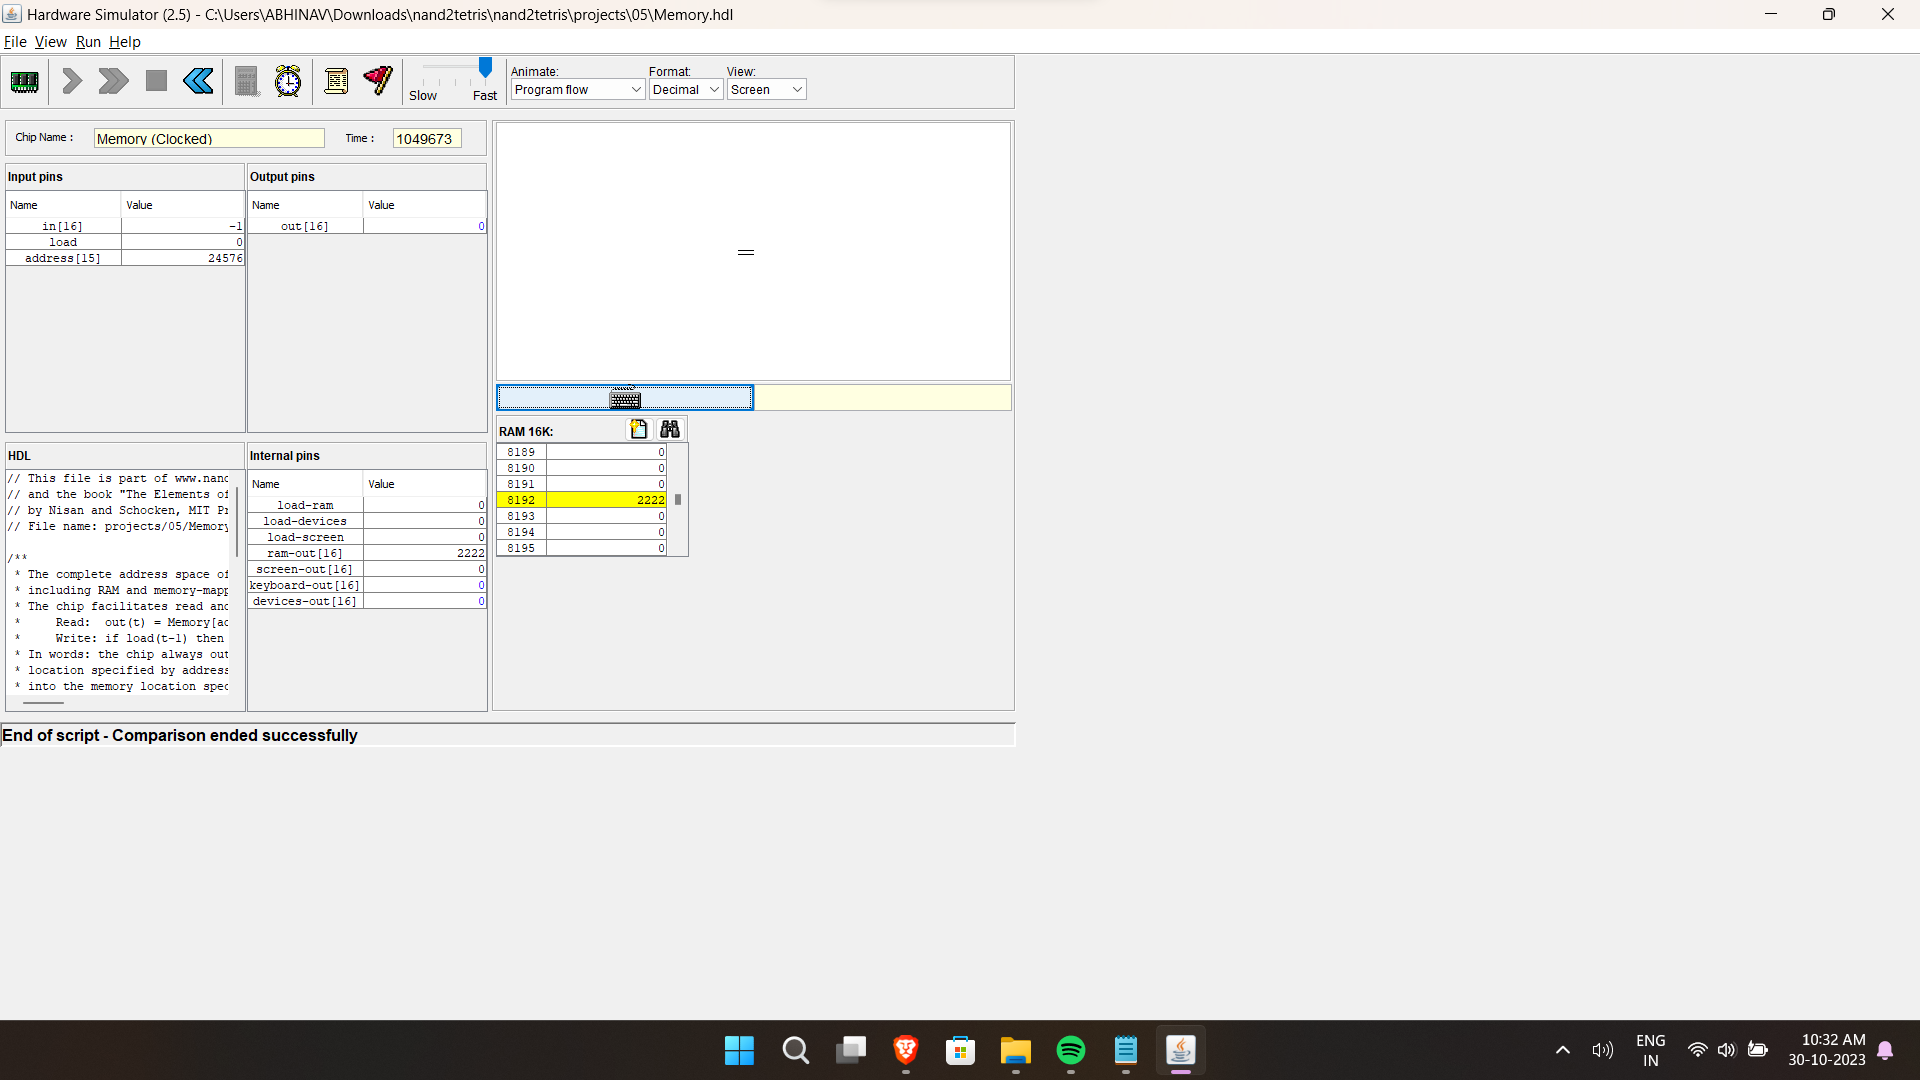 Hardware Simulator (2.5) - C:\Users\ABHINAV\Downloads\nand2tetris\nand2tetris\projects\05\Memory.hdl
File View Run Help
Slow Fast
Animate: Format: View:
Program flow Decimal Screen
Chip Name : Memory (Clocked) Time : 1049673
Input pins
Name Value
in[16] -1
load 0
address[15] 24576
Output pins
Name Value
out[16] 0
HDL
// This file is part of www.nand
// and the book "The Elements of
// by Nisan and Schocken, MIT Pr
// File name: projects/05/Memory
/**
* The complete address space of
* including RAM and memory-mapp
* The chip facilitates read and
* Read: out(t) = Memory[ad
* Write: if load(t-1) then
* In words: the chip always out
* location specified by address
* into the memory location spec
Internal pins
Name Value
load-ram 0
load-devices 0
load-screen 0
ram-out[16] 2222
screen-out[16] 0
keyboard-out[16] 0
devices-out[16] 0
RAM 16K:
8189 0
8190 0
8191 0
8192 2222
8193 0
8194 0
8195 0
End of script - Comparison ended successfully
ENG
IN
10:32 AM
30-10-2023